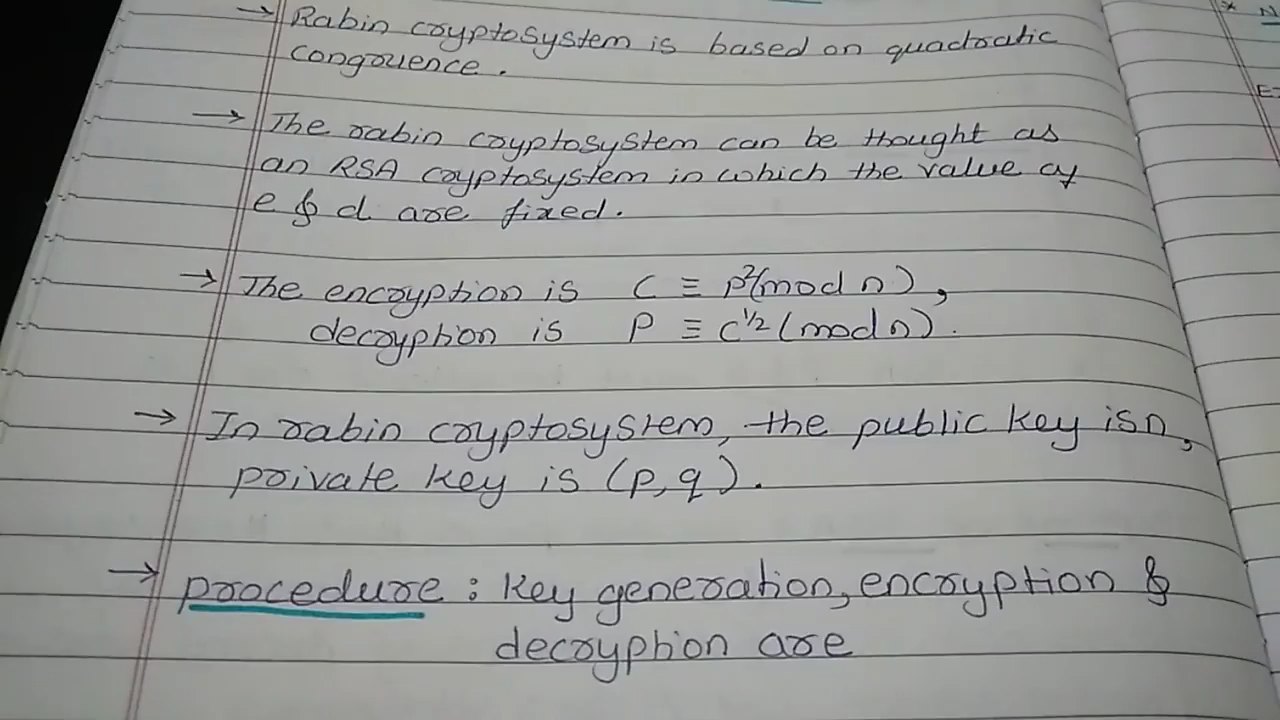 → Rabin cryptosystem is based on quadratic
congruence.
→ The rabin cryptosystem can be thought as
an RSA cryptosystem in which the value of
e & d are fixed.
→ The encryption is C ≡ P²(mod n),
decryption is P ≡ C^1/2 (mod n).
→ In rabin cryptosystem, the public key is n,
private key is (p,q).
→ procedure : Key generation, encryption &
decryption are